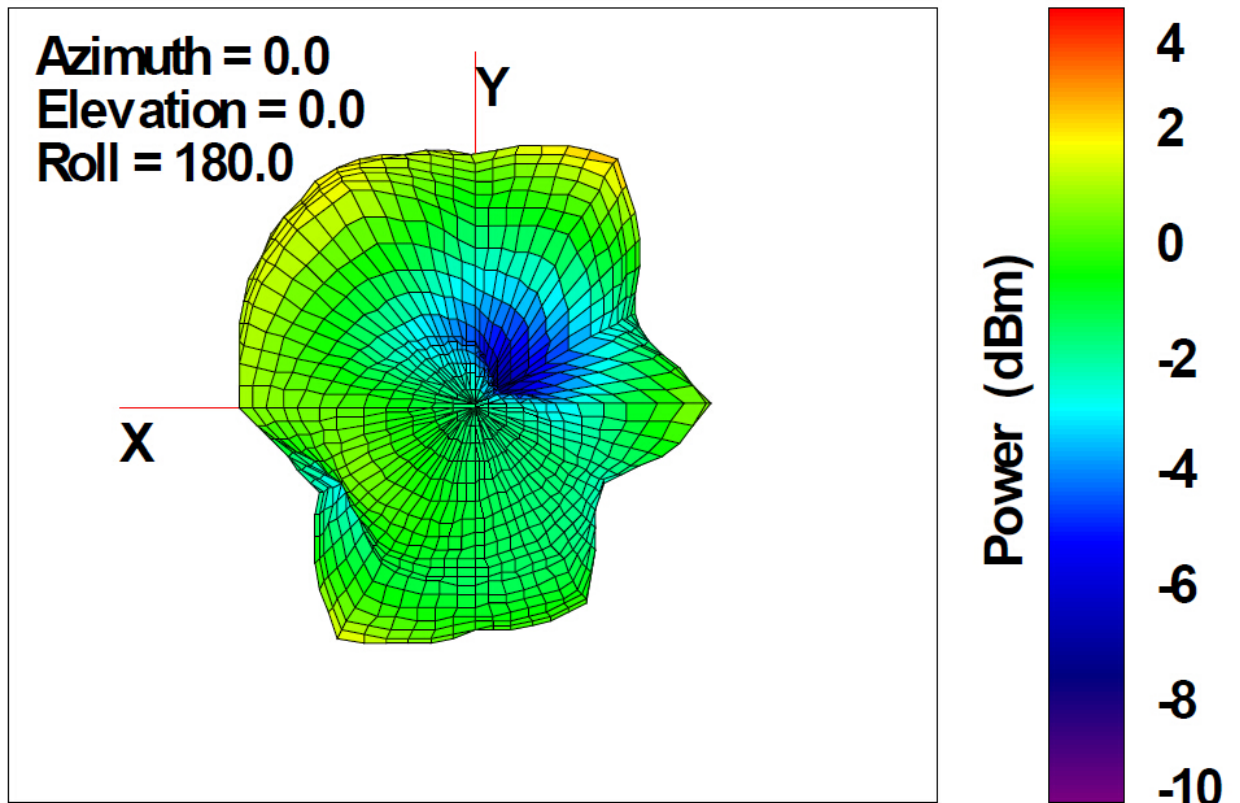 Azimuth = 0.0
Elevation = 0.0
Roll = 180.0
Y
X
Power (dBm)
4
2
0
-2
-4
-6
-8
-10